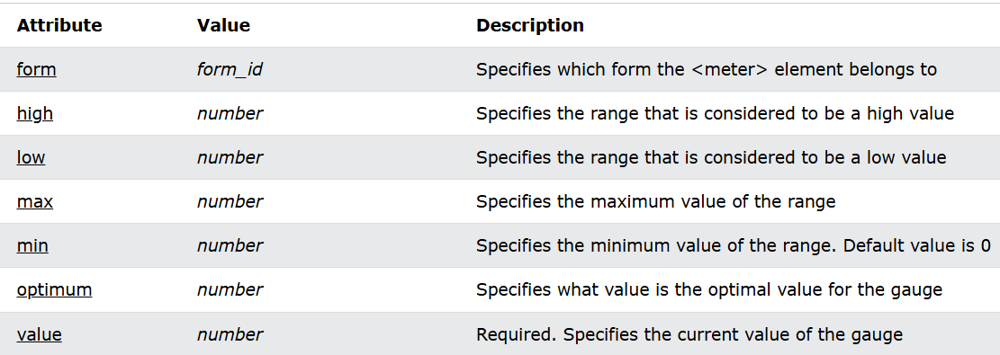 Attribute Value Description
form form_id Specifies which form the <meter> element belongs to
high number Specifies the range that is considered to be a high value
low number Specifies the range that is considered to be a low value
max number Specifies the maximum value of the range
min number Specifies the minimum value of the range. Default value is 0
optimum number Specifies what value is the optimal value for the gauge
value number Required. Specifies the current value of the gauge